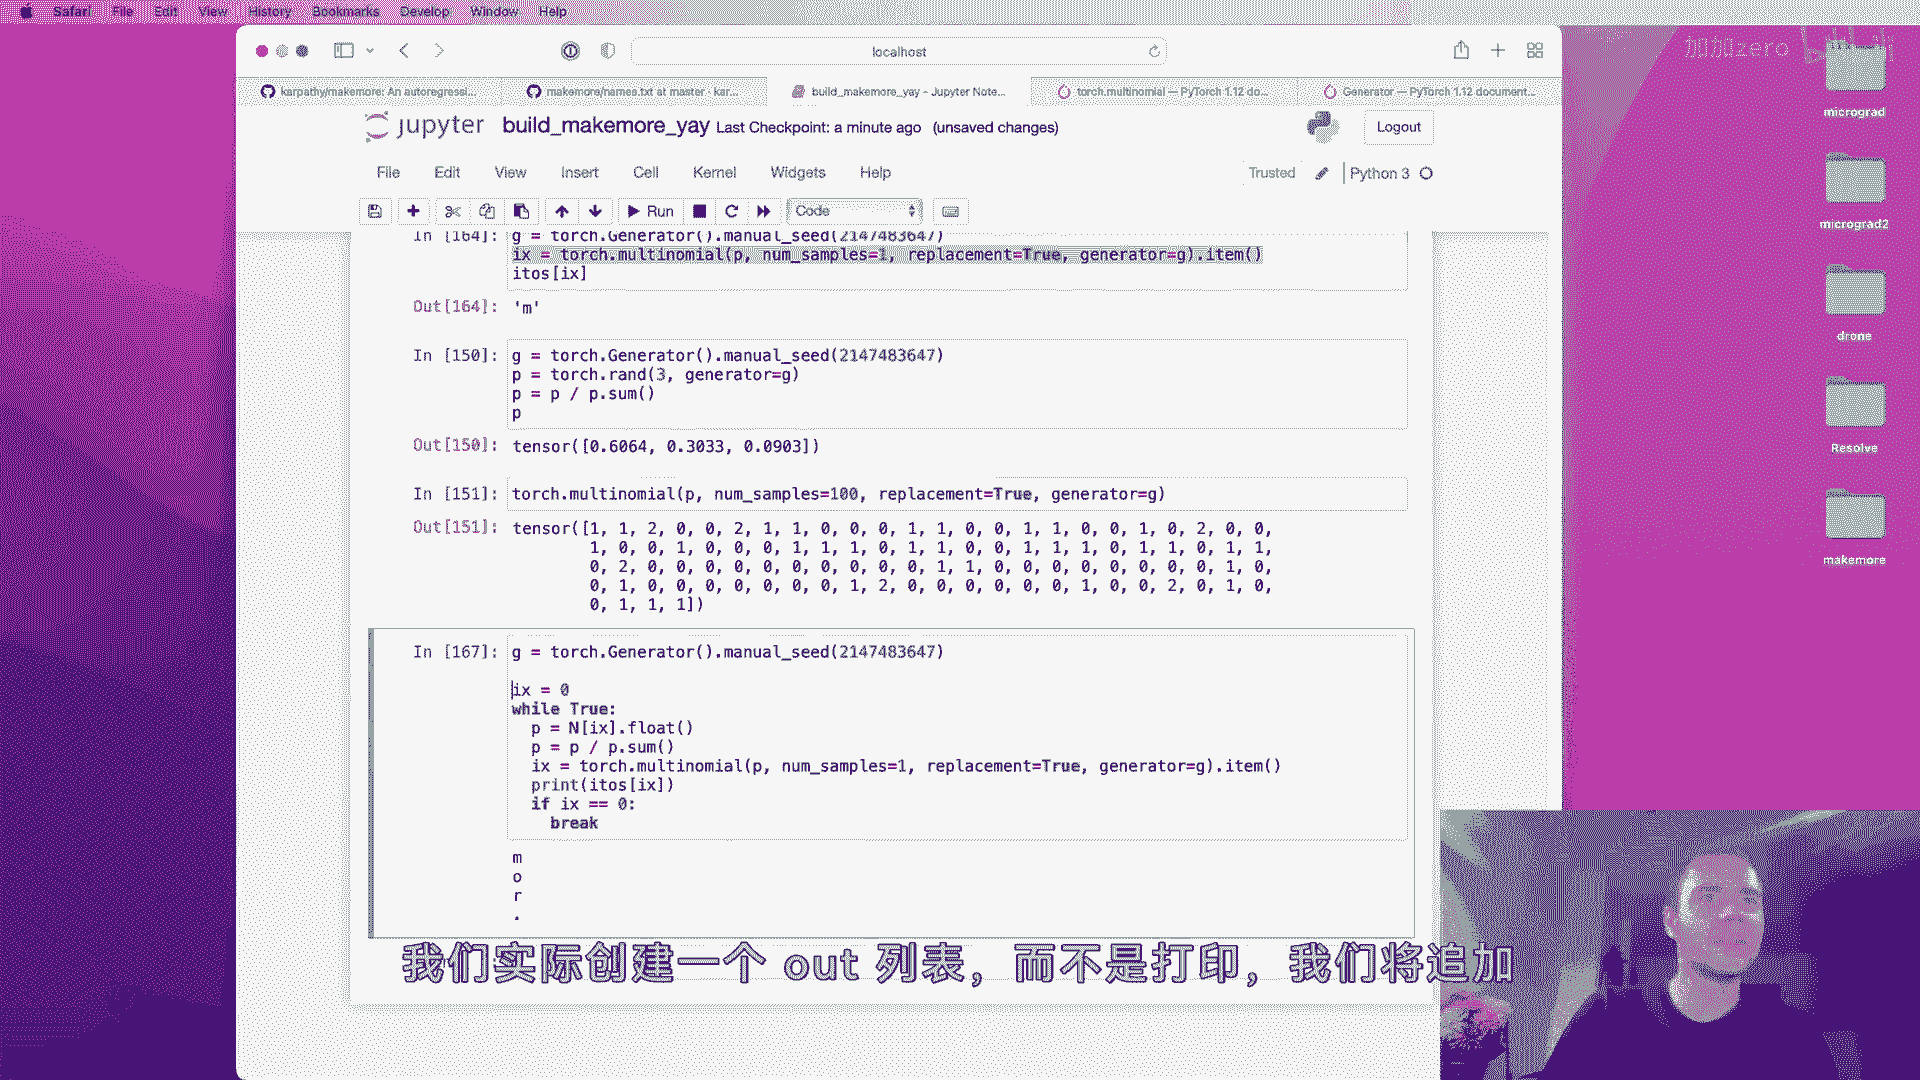 Safari File Edit View History Bookmarks Develop Window Help
加加zero
localhost
karpathy/makemore: An autoregressi...
makemore/names.txt at master · kar...
build_makemore_yay - Jupyter Note...
torch.multinomial — PyTorch 1.12 do...
Generator — PyTorch 1.12 document...
jupyter build_makemore_yay Last Checkpoint: a minute ago (unsaved changes)
Logout
File Edit View Insert Cell Kernel Widgets Help
Trusted Python 3
Run Code
In [164]: g = torch.Generator().manual_seed(2147483647)
ix = torch.multinomial(p, num_samples=1, replacement=True, generator=g).item()
itos[ix]
Out[164]: 'm'
In [150]: g = torch.Generator().manual_seed(2147483647)
p = torch.rand(3, generator=g)
p = p / p.sum()
p
Out[150]: tensor([0.6064, 0.3033, 0.0903])
In [151]: torch.multinomial(p, num_samples=100, replacement=True, generator=g)
Out[151]: tensor([1, 1, 2, 0, 0, 2, 1, 1, 0, 0, 0, 1, 1, 0, 0, 1, 1, 0, 0, 1, 0, 2, 0, 0,
1, 0, 0, 1, 0, 0, 0, 1, 1, 1, 0, 1, 1, 0, 0, 1, 1, 1, 0, 1, 1, 0, 1, 1,
0, 2, 0, 0, 0, 0, 0, 0, 0, 0, 0, 0, 1, 1, 0, 0, 0, 0, 0, 0, 0, 0, 1, 0,
0, 1, 0, 0, 0, 0, 0, 0, 0, 1, 2, 0, 0, 0, 0, 0, 0, 1, 0, 0, 2, 0, 1, 0,
0, 1, 1, 1])
In [167]: g = torch.Generator().manual_seed(2147483647)
ix = 0
while True:
p = N[ix].float()
p = p / p.sum()
ix = torch.multinomial(p, num_samples=1, replacement=True, generator=g).item()
print(itos[ix])
if ix == 0:
break
m
o
r
.
我们实际创建一个 out 列表，而不是打印，我们将追加
micrograd
micrograd2
drone
Resolve
makemore